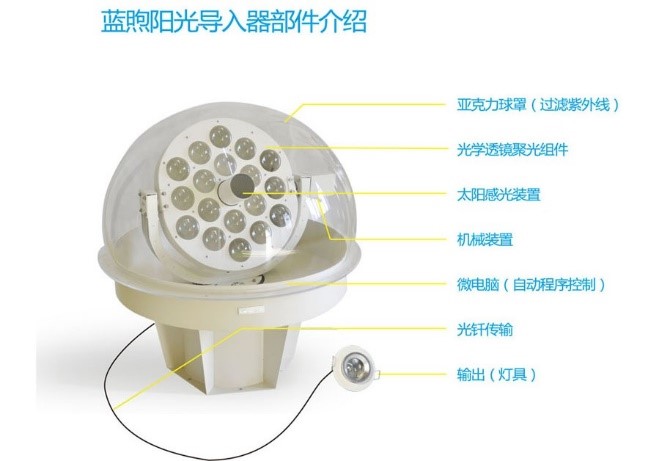 蓝煦阳光导入器部件介绍
亚克力球罩（过滤紫外线）
光学透镜聚光组件
太阳感光装置
机械装置
微电脑（自动程序控制）
光钎传输
输出（灯具）